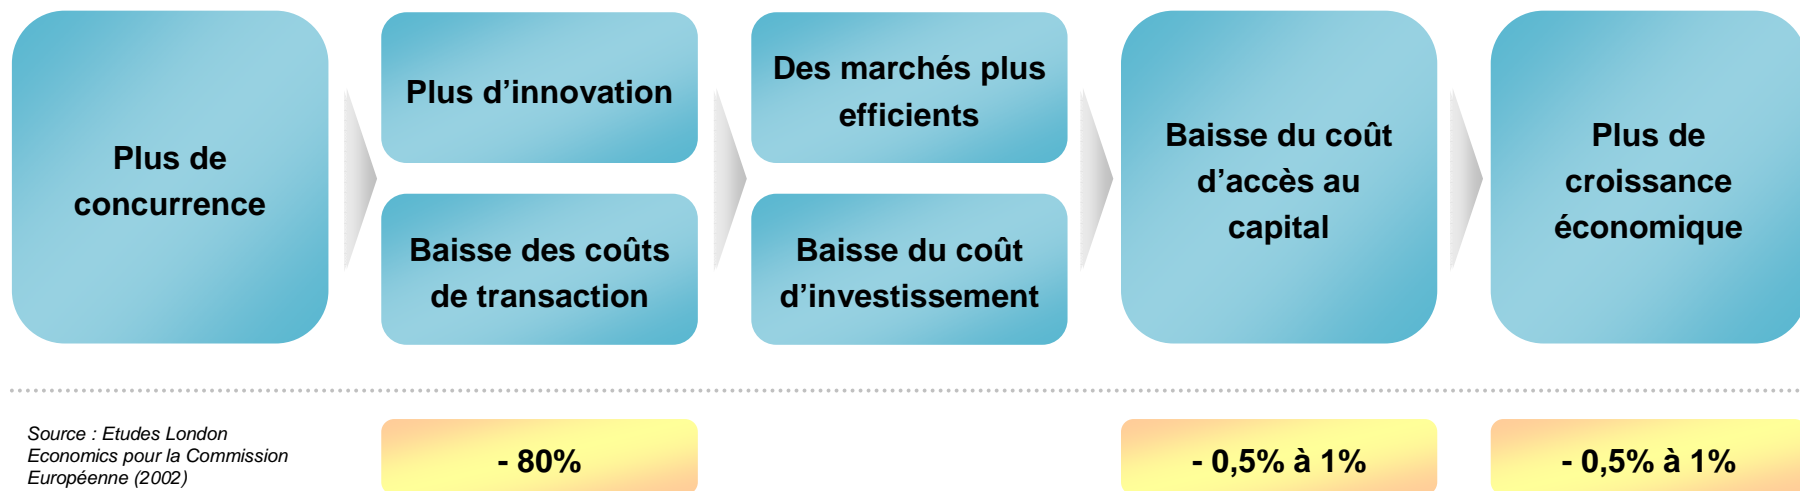 Plus de
concurrence
Plus d’innovation
Baisse des coûts
de transaction
Des marchés plus
efficients
Baisse du coût
d’investissement
Baisse du coût
d’accès au
capital
Plus de
croissance
économique
Source : Etudes London
Economics pour la Commission
Européenne (2002)
- 80%
- 0,5% à 1%
- 0,5% à 1%